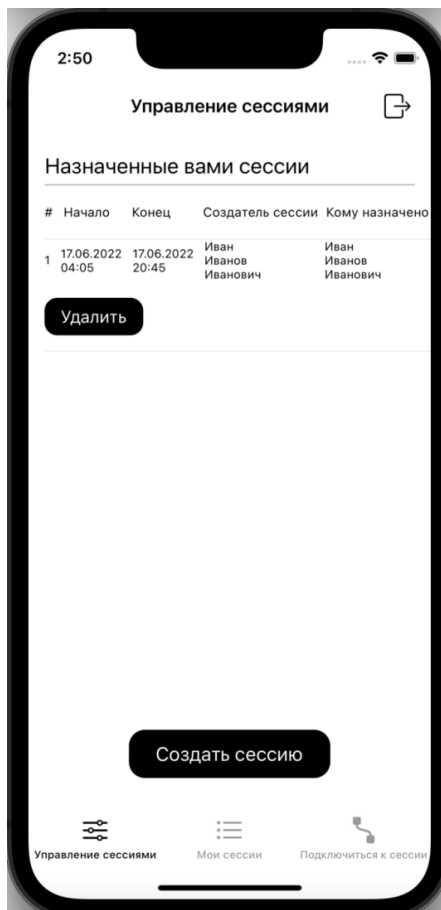 2:50
Управление сессиями
Назначенные вами сессии
# Начало Конец Создатель сессии Кому назначено
1 17.06.2022 04:05 17.06.2022 20:45 Иван Иванов Иванович Иван Иванов Иванович
Удалить
Создать сессию
Управление сессиями Мои сессии Подключиться к сессии